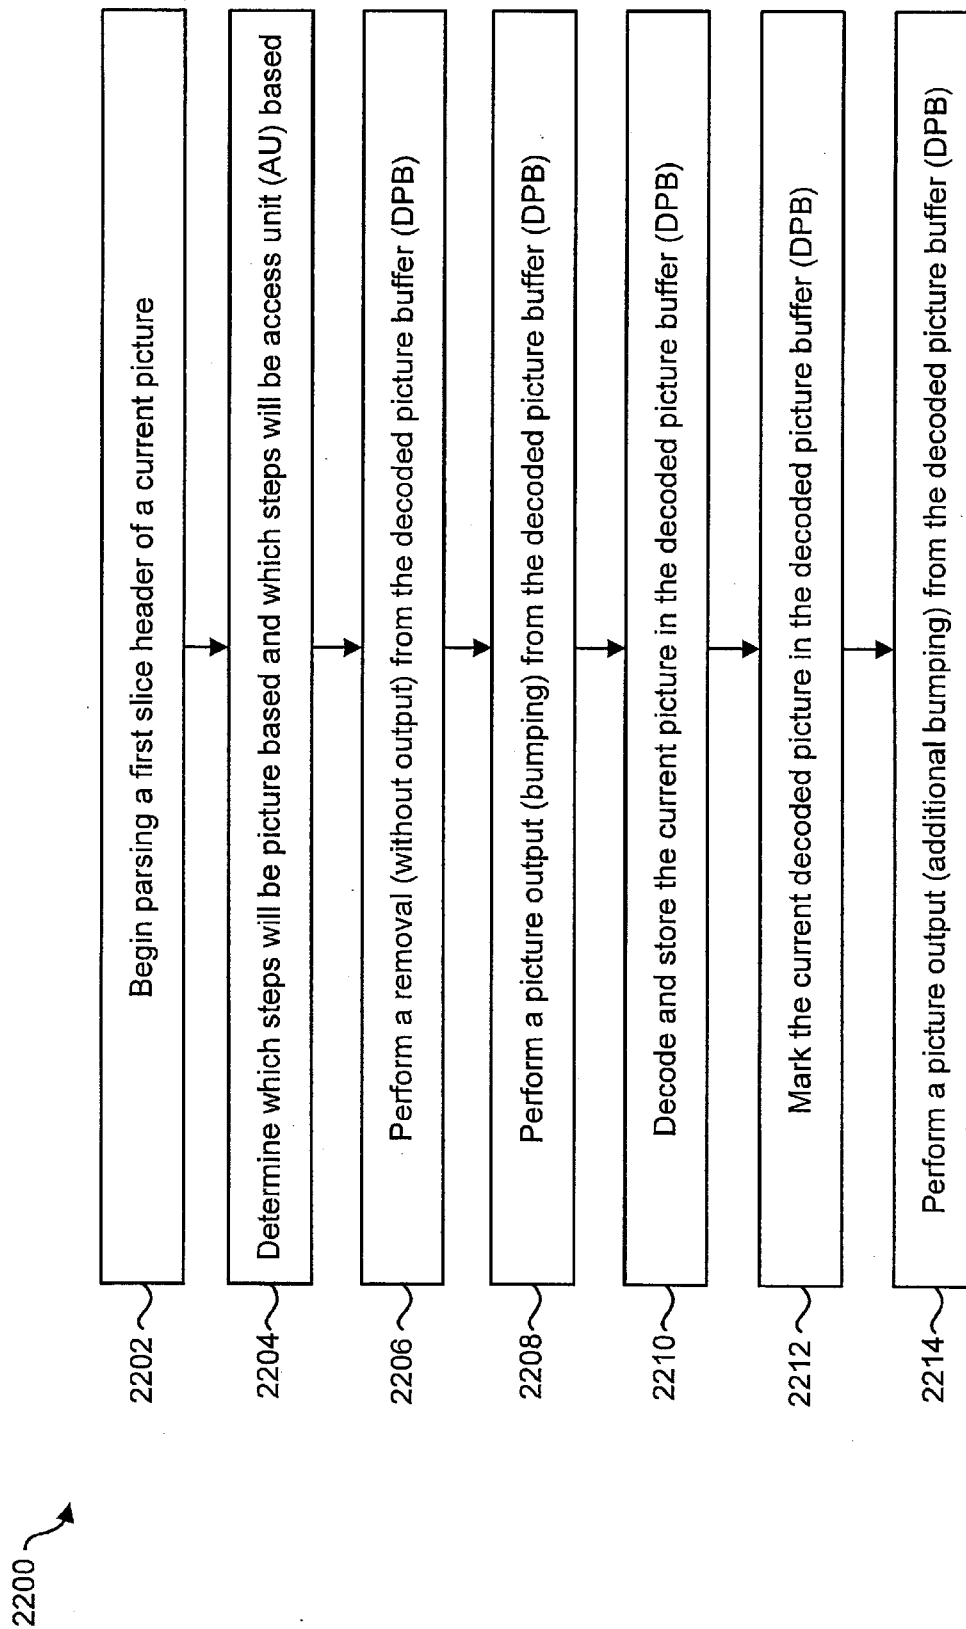 2200
2202
Begin parsing a first slice header of a current picture
2204
Determine which steps will be picture based and which steps will be access unit (AU) based
2206
Perform a removal (without output) from the decoded picture buffer (DPB)
2208
Perform a picture output (bumping) from the decoded picture buffer (DPB)
2210
Decode and store the current picture in the decoded picture buffer (DPB)
2212
Mark the current decoded picture in the decoded picture buffer (DPB)
2214
Perform a picture output (additional bumping) from the decoded picture buffer (DPB)